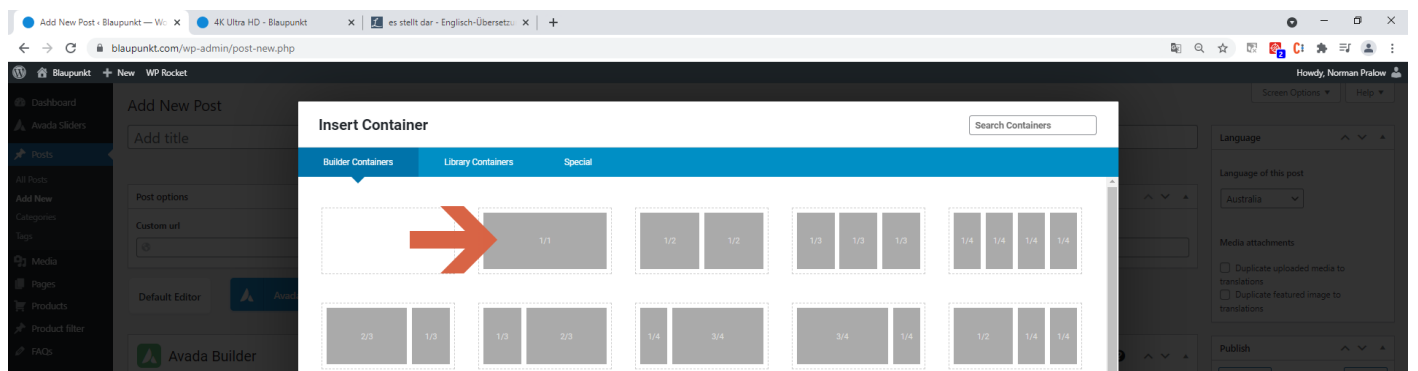 Add New Post ‹ Blaupunkt — Wo
4K Ultra HD - Blaupunkt
es stellt dar - Englisch-Übersetzu
blaupunkt.com/wp-admin/post-new.php
2
Blaupunkt
New
WP Rocket
Howdy, Norman Pralow
Dashboard
Avada Sliders
Posts
All Posts
Add New
Categories
Tags
Media
Pages
Products
Product filter
FAQs
Add New Post
Screen Options
Help
Add title
Post options
Custom url
Default Editor
Avada Builder
Insert Container
Search Containers
Builder Containers
Library Containers
Special
1/1
1/2 1/2
1/3 1/3 1/3
1/4 1/4 1/4 1/4
2/3 1/3
1/3 2/3
1/4 3/4
3/4 1/4
1/2 1/4 1/4
Language
Language of this post
Australia
Media attachments
Duplicate uploaded media to
translations
Duplicate featured image to
translations
Publish